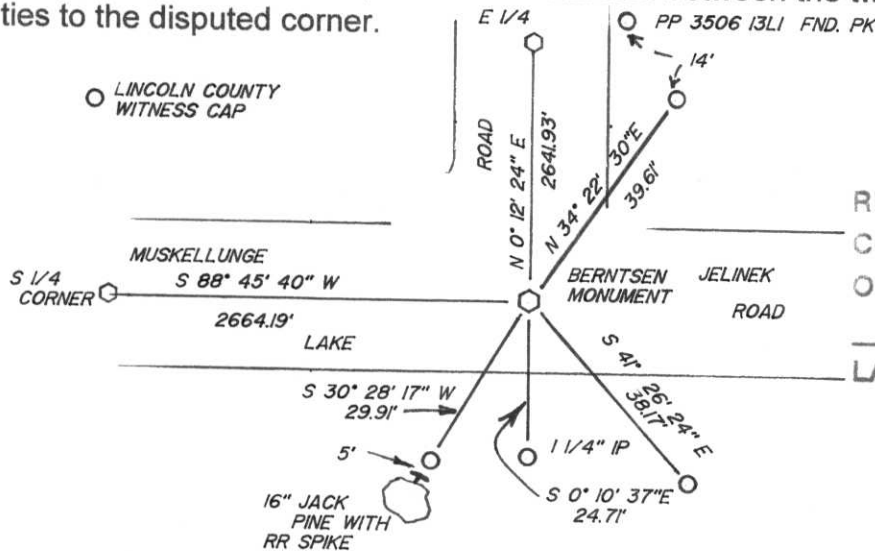 ties to the disputed corner.
E 1/4
PP 3506 13L1 FND. PK
14'
LINCOLN COUNTY
WITNESS CAP
ROAD
N 0° 12' 24" E
2641.93'
N 34° 22' 30"E
39.61'
MUSKELLUNGE
S 1/4
CORNER
S 88° 45' 40" W
2664.19'
LAKE
BERNTSEN
MONUMENT
JELINEK
ROAD
R
C
O
S 30° 28' 17" W
29.91'
S 41° 26' 24" E
38.17'
5'
1 1/4" IP
S 0° 10' 37"E
24.71'
16" JACK
PINE WITH
RR SPIKE